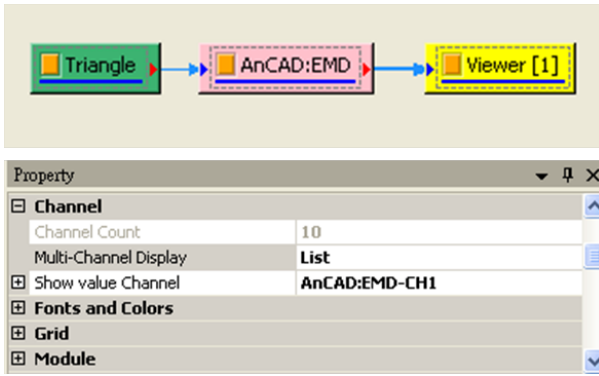 Triangle AnCAD:EMD Viewer [1]
Property
Channel
Channel Count 10
Multi-Channel Display List
Show value Channel AnCAD:EMD-CH1
Fonts and Colors
Grid
Module